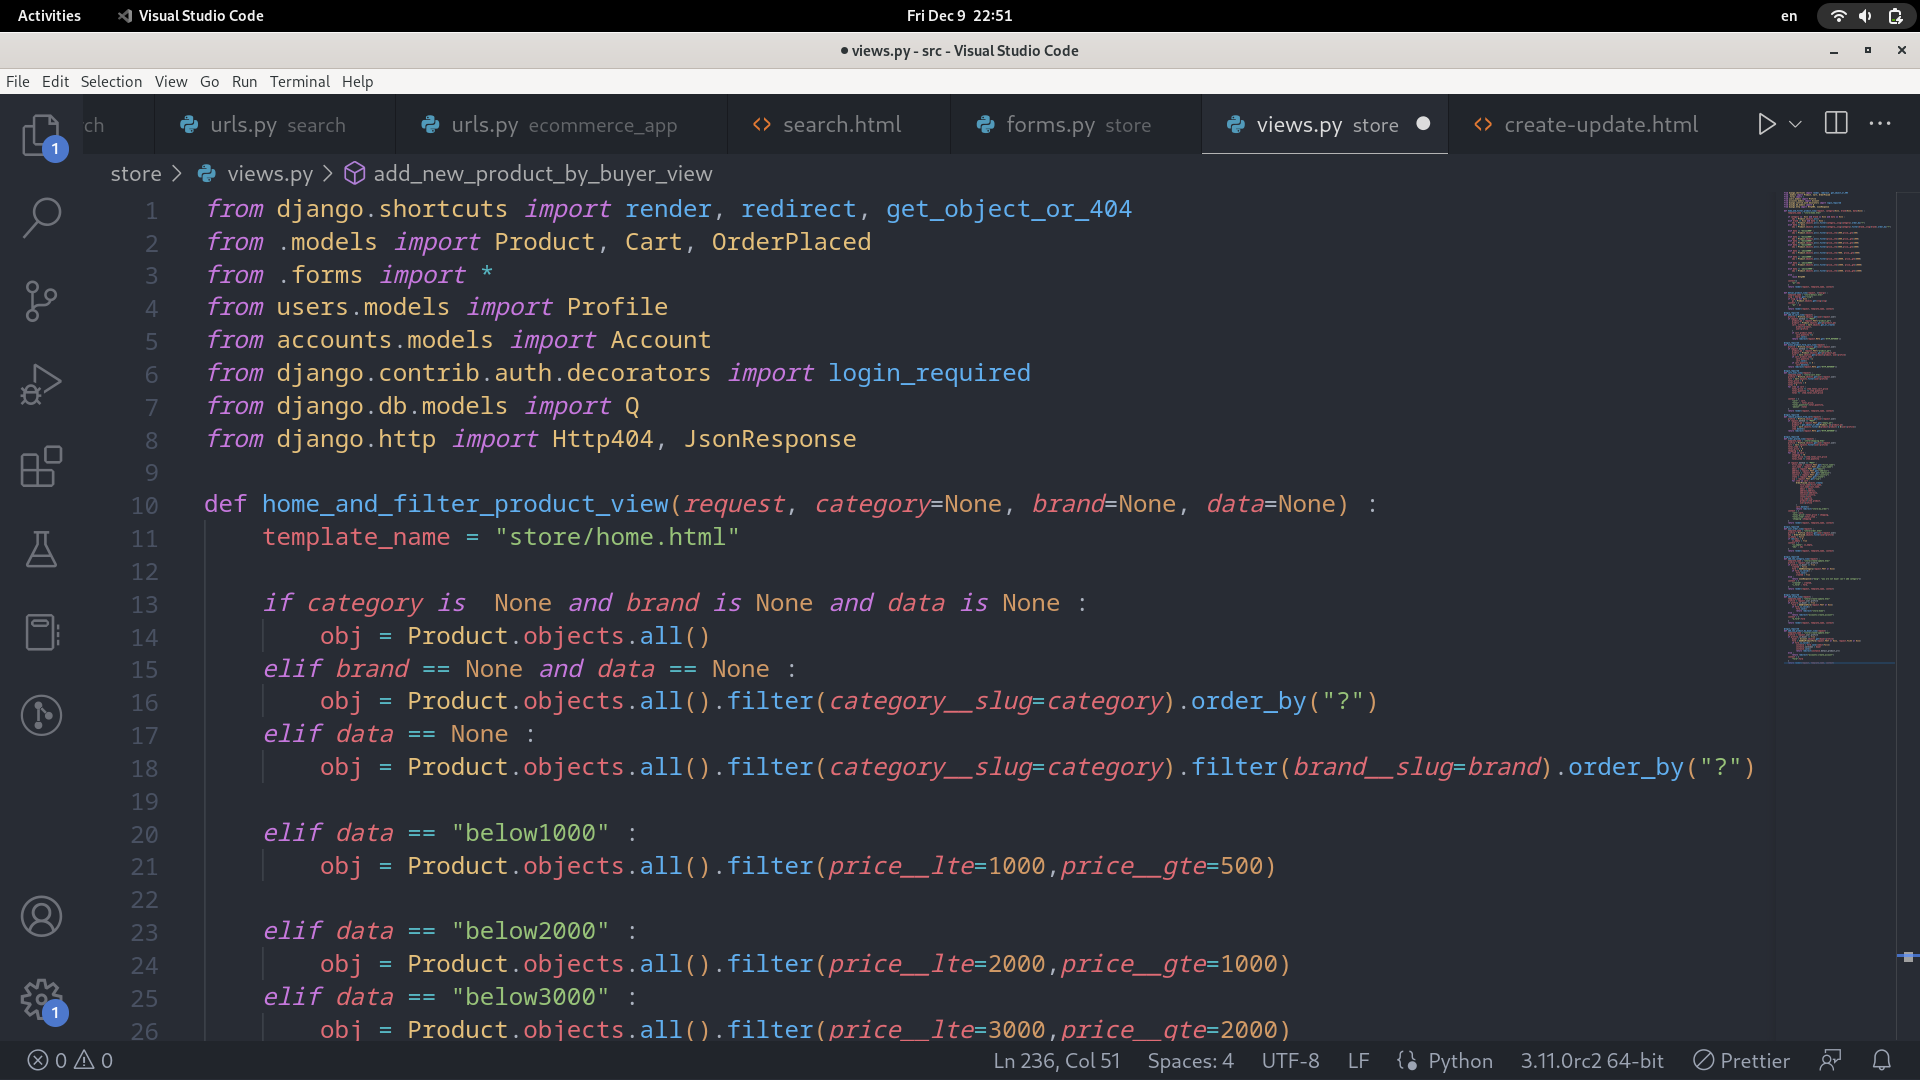 Activities Visual Studio Code Fri Dec 9 22:51 en
views.py - src - Visual Studio Code
File Edit Selection View Go Run Terminal Help
ch urls.py search urls.py ecommerce_app search.html forms.py store views.py store create-update.html
store > views.py > add_new_product_by_buyer_view
1 from django.shortcuts import render, redirect, get_object_or_404
2 from .models import Product, Cart, OrderPlaced
3 from .forms import *
4 from users.models import Profile
5 from accounts.models import Account
6 from django.contrib.auth.decorators import login_required
7 from django.db.models import Q
8 from django.http import Http404, JsonResponse
9
10 def home_and_filter_product_view(request, category=None, brand=None, data=None) :
11     template_name = "store/home.html"
12
13     if category is  None and brand is None and data is None :
14         obj = Product.objects.all()
15     elif brand == None and data == None :
16         obj = Product.objects.all().filter(category__slug=category).order_by("?")
17     elif data == None :
18         obj = Product.objects.all().filter(category__slug=category).filter(brand__slug=brand).order_by("?")
19
20     elif data == "below1000" :
21         obj = Product.objects.all().filter(price__lte=1000,price__gte=500)
22
23     elif data == "below2000" :
24         obj = Product.objects.all().filter(price__lte=2000,price__gte=1000)
25     elif data == "below3000" :
26         obj = Product.objects.all().filter(price__lte=3000,price__gte=2000)
1
1
0 0 Ln 236, Col 51 Spaces: 4 UTF-8 LF Python 3.11.0rc2 64-bit Prettier